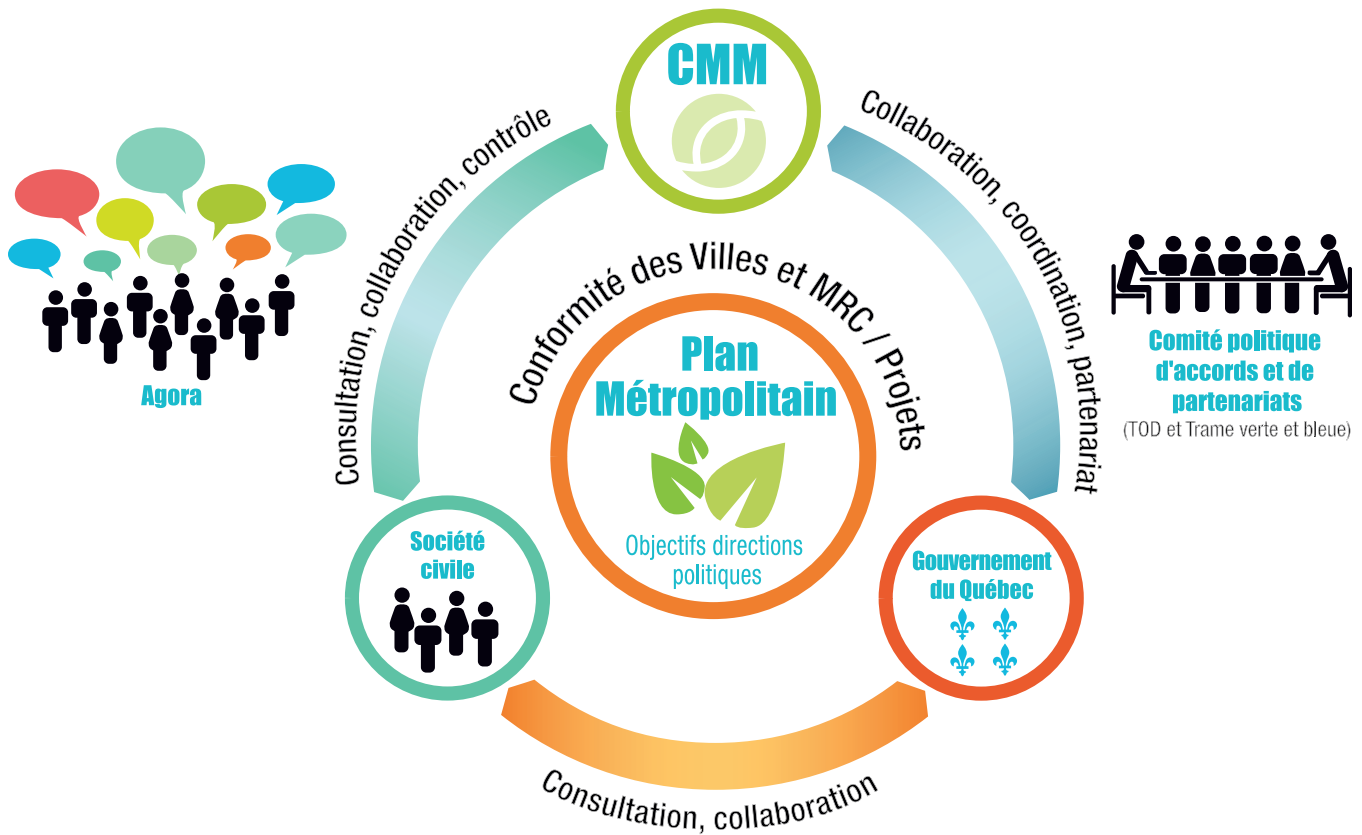 CMM
Consultation, collaboration, contrôle
Collaboration, coordination, partenariat
Agora
Conformité des Villes et MRC / Projets
Plan
Métropolitain
Objectifs directions
politiques
Comité politique
d'accords et de
partenariats
(TOD et Trame verte et bleue)
Société
civile
Gouvernement
du Québec
Consultation, collaboration